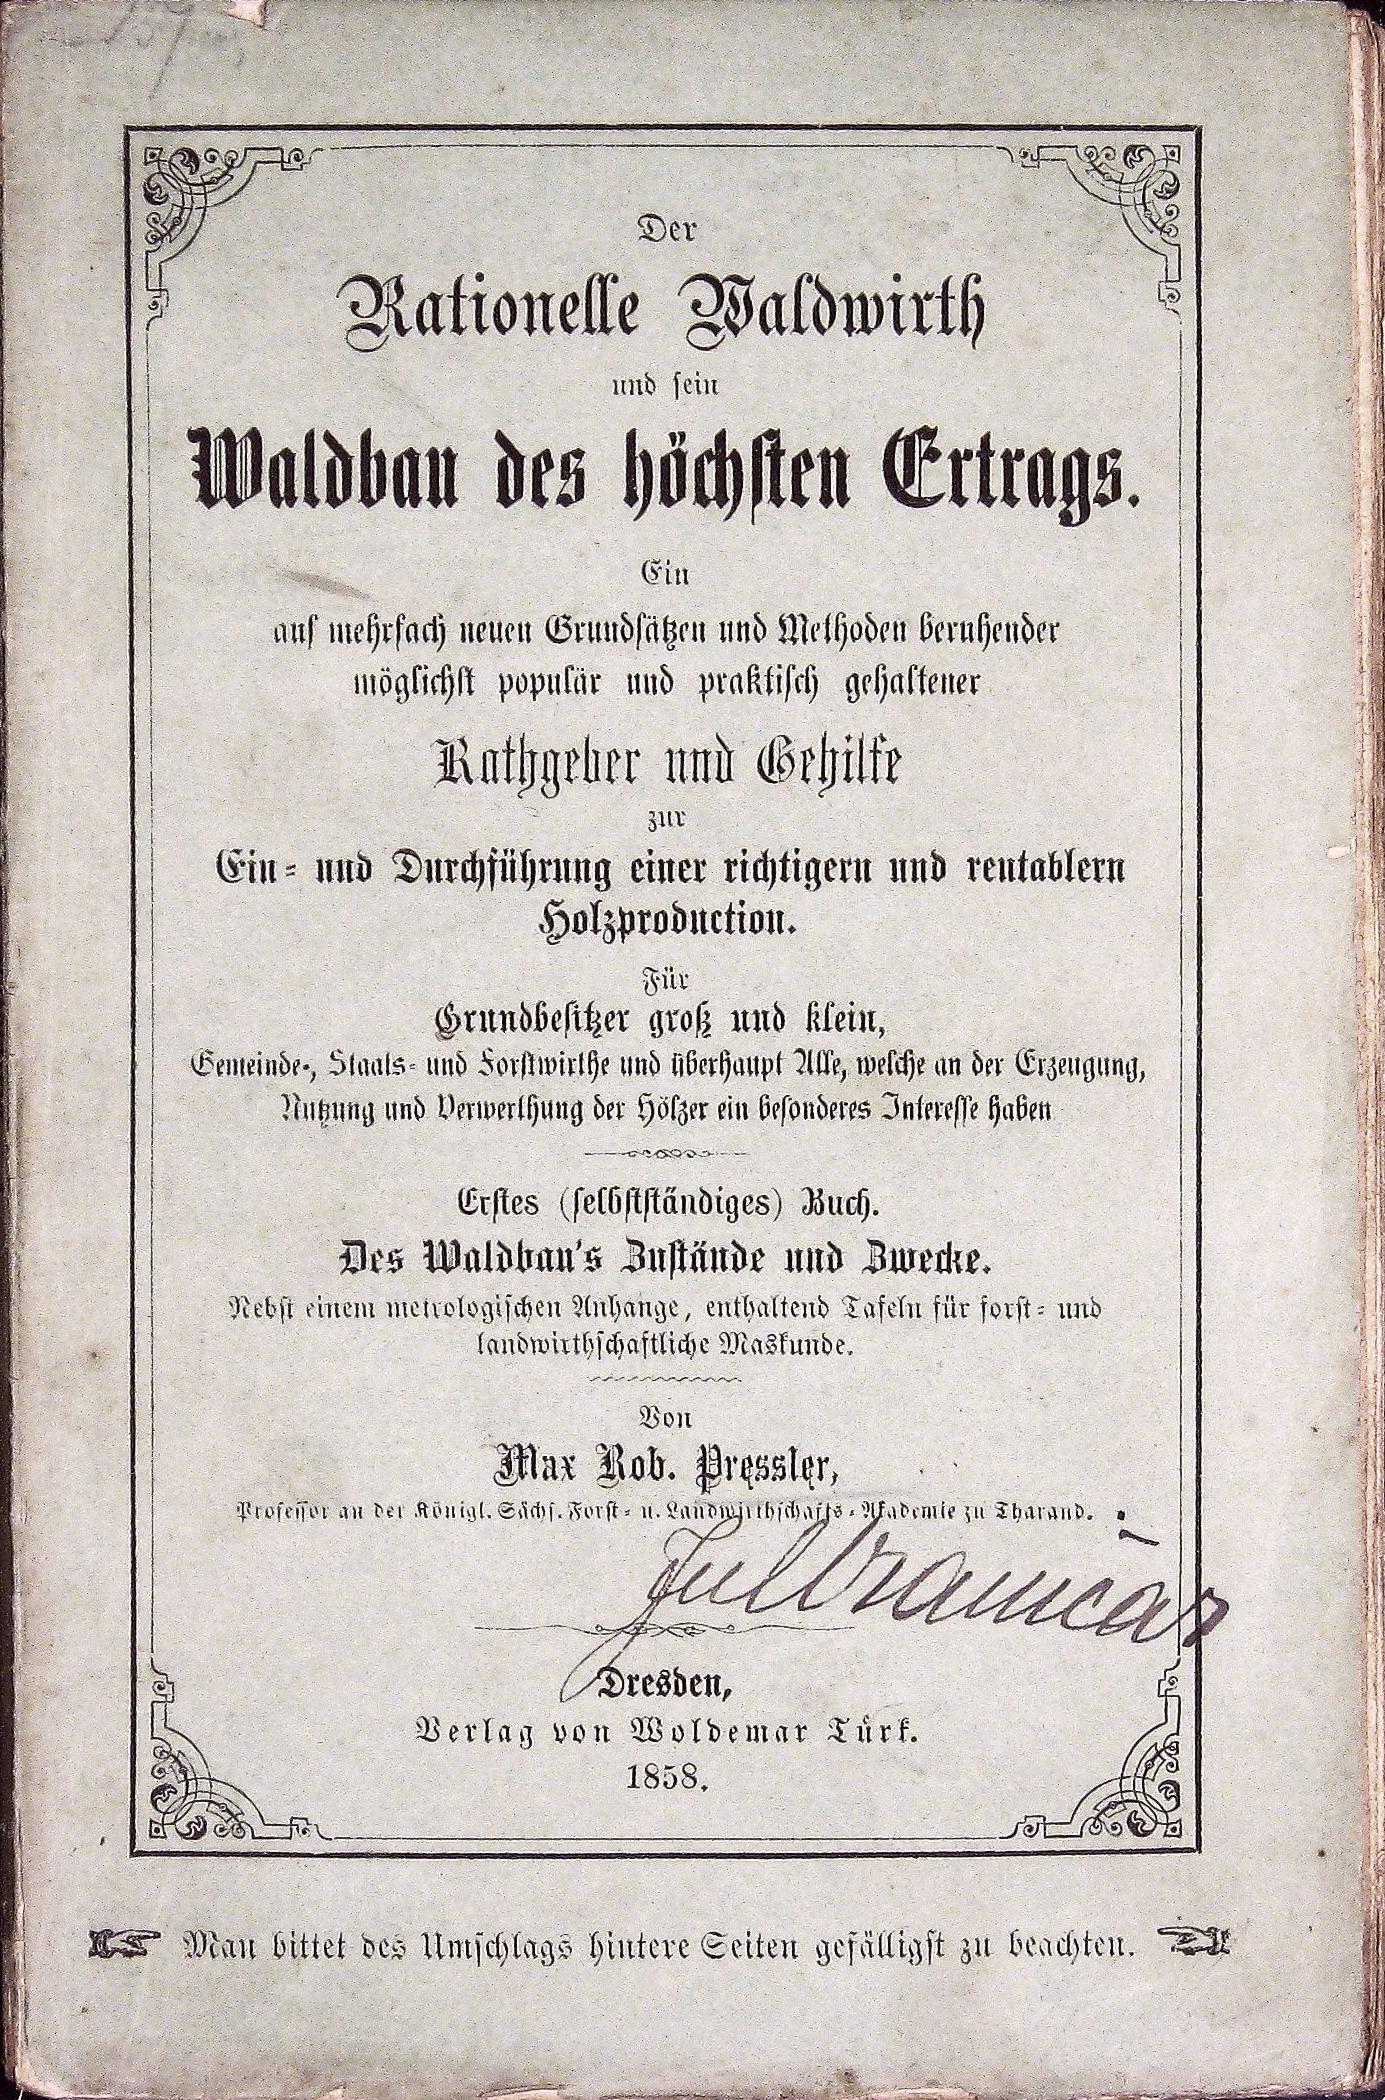 Der
Rationelle Waldwirth
und sein
Waldbau des höchsten Ertrags.
Ein
auf mehrfach neuen Grundsätzen und Methoden beruhender
möglichst populär und praktisch gehaltener
Rathgeber und Gehilfe
zur
Ein- und Durchführung einer richtigern und rentablern
Holzproduction.
Für
Grundbesitzer groß und klein,
Gemeinde-, Staats- und Forstwirthe und überhaupt Alle, welche an der Erzeugung,
Nutzung und Verwerthung der Hölzer ein besonderes Interesse haben
Erstes (selbstständiges) Buch.
Des Waldbau's Zustände und Zwecke.
Nebst einem metrologischen Anhange, enthaltend Tafeln für forst- und
landwirthschaftliche Maskunde.
Von
Max Rob. Pressler,
Professor an der Königl. Sächs. Forst- u. Landwirthschafts-Akademie zu Tharand.
Dresden,
Verlag von Woldemar Türk.
1858.
Man bittet des Umschlags hintere Seiten gefälligst zu beachten.